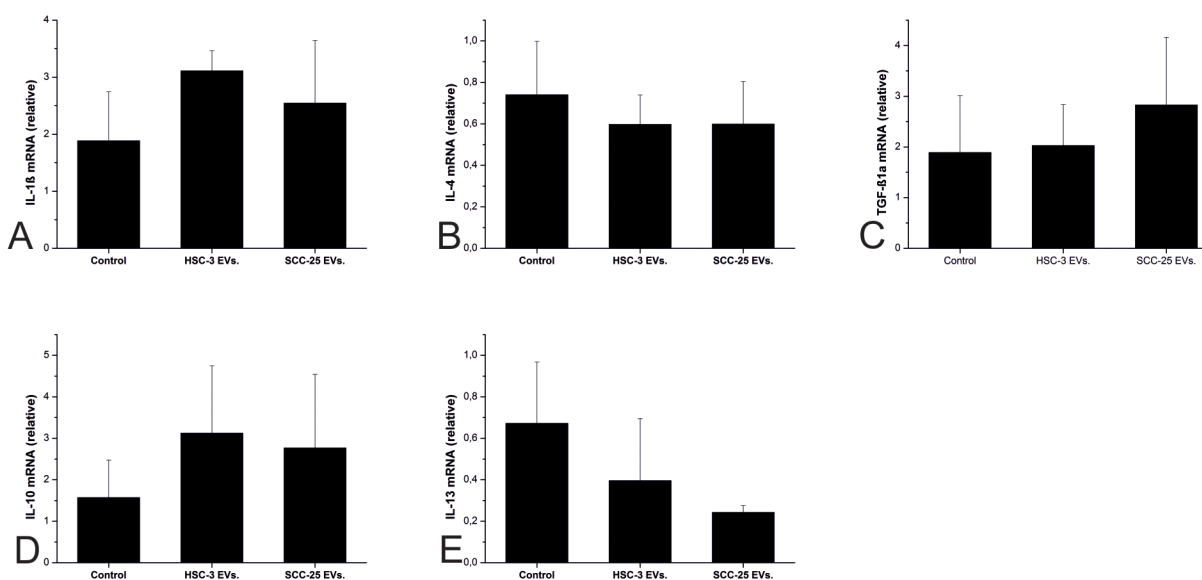 IL-1ß mRNA (relative)
4
3
2
1
0
Control HSC-3 EVs. SCC-25 EVs.
A
IL-4 mRNA (relative)
1,0
0,8
0,6
0,4
0,2
0,0
Control HSC-3 EVs. SCC-25 EVs.
B
TGF-ß1a mRNA (relative)
4
3
2
1
0
Control HSC-3 EVs. SCC-25 EVs.
C
IL-10 mRNA (relative)
5
4
3
2
1
0
Control HSC-3 EVs. SCC-25 EVs.
D
IL-13 mRNA (relative)
1,0
0,8
0,6
0,4
0,2
0,0
Control HSC-3 EVs. SCC-25 EVs.
E